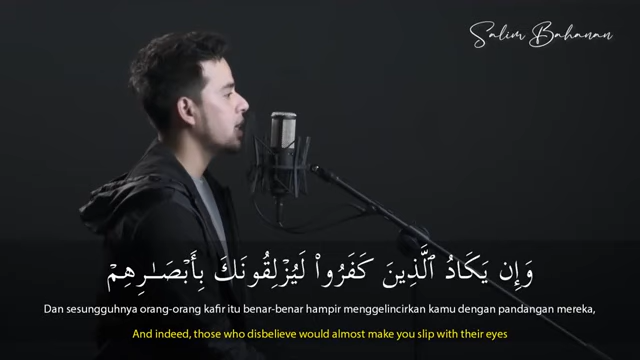 Salim Bahanan
وَإِن يَكَادُ ٱلَّذِينَ كَفَرُوا۟ لَيُزْلِقُونَكَ بِأَبْصَـٰرِهِمْ
Dan sesungguhnya orang-orang kafir itu benar-benar hampir menggelincirkan kamu dengan pandangan mereka,
And indeed, those who disbelieve would almost make you slip with their eyes